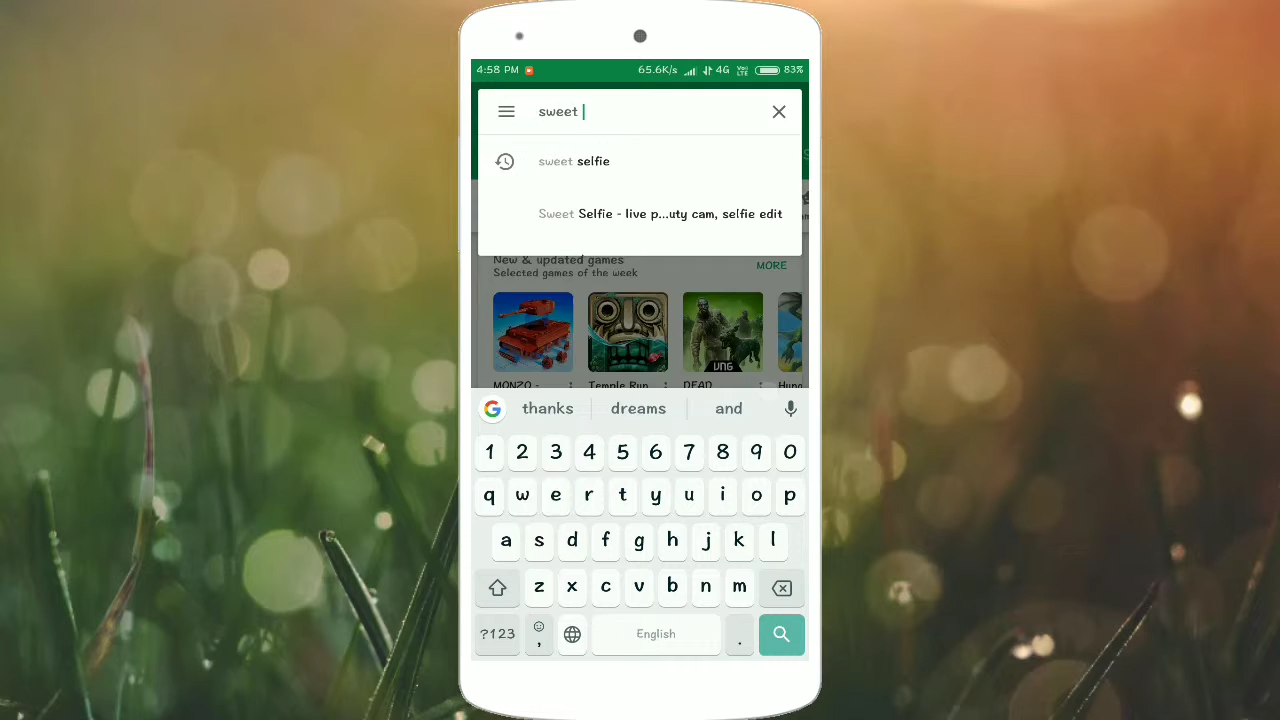 4:58 PM 65.6K/s 4G VoLTE 83%
sweet
sweet selfie
Sweet Selfie - live p...uty cam, selfie edit
New & updated games
Selected games of the week
MORE
VNG
MONZO -
Temple Run
DEAD
Hung
thanks dreams and
1 2 3 4 5 6 7 8 9 0
q w e r t y u i o p
a s d f g h j k l
z x c v b n m
?123 , English .